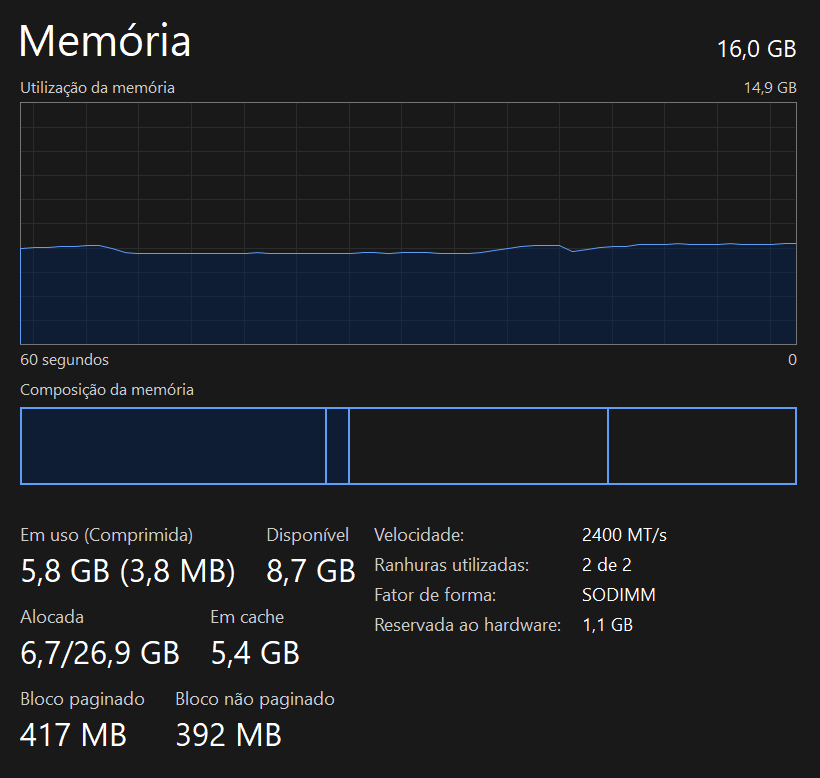 Memória
16,0 GB
Utilização da memória
14,9 GB
60 segundos
0
Composição da memória
Em uso (Comprimida)
5,8 GB (3,8 MB)
Disponível
8,7 GB
Alocada
6,7/26,9 GB
Em cache
5,4 GB
Bloco paginado
417 MB
Bloco não paginado
392 MB
Velocidade: 2400 MT/s
Ranhuras utilizadas: 2 de 2
Fator de forma: SODIMM
Reservada ao hardware: 1,1 GB